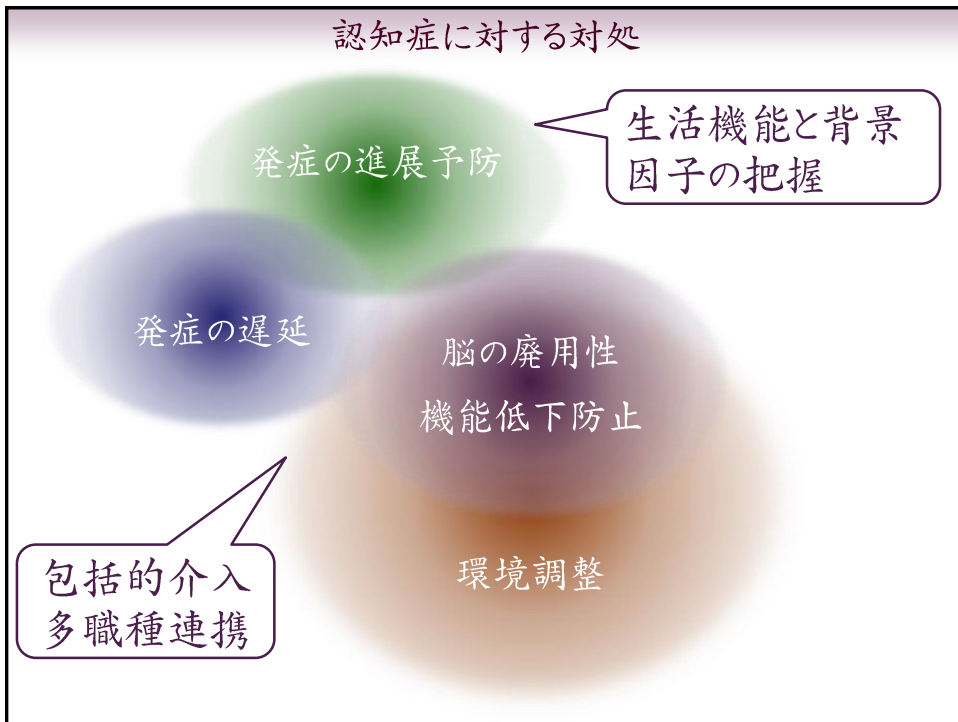 認知症に対する対処
生活機能と背景
因子の把握
発症の進展予防
発症の遅延
脳の廃用性
機能低下防止
環境調整
包括的介入
多職種連携